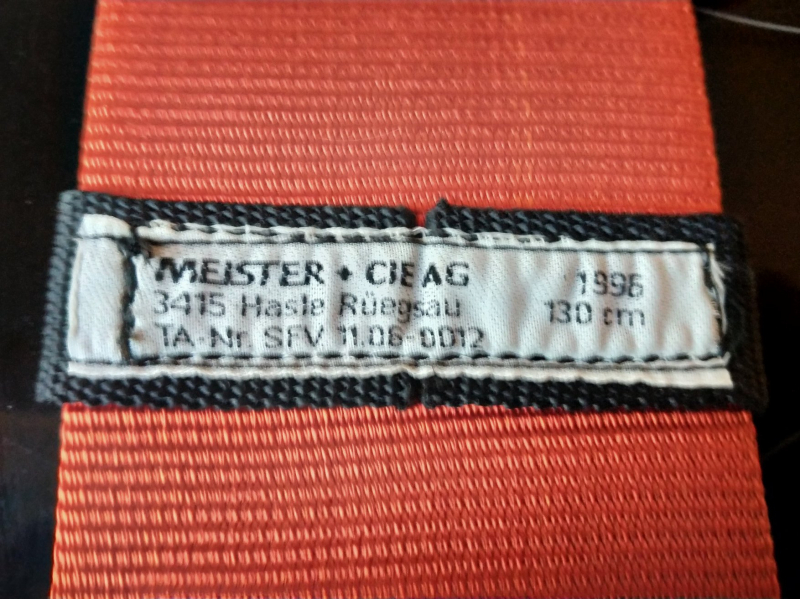 MEISTER + CIE AG 1996
3415 Hasle Rüegsau 130 cm
TA-Nr. SFV 11.06-0012